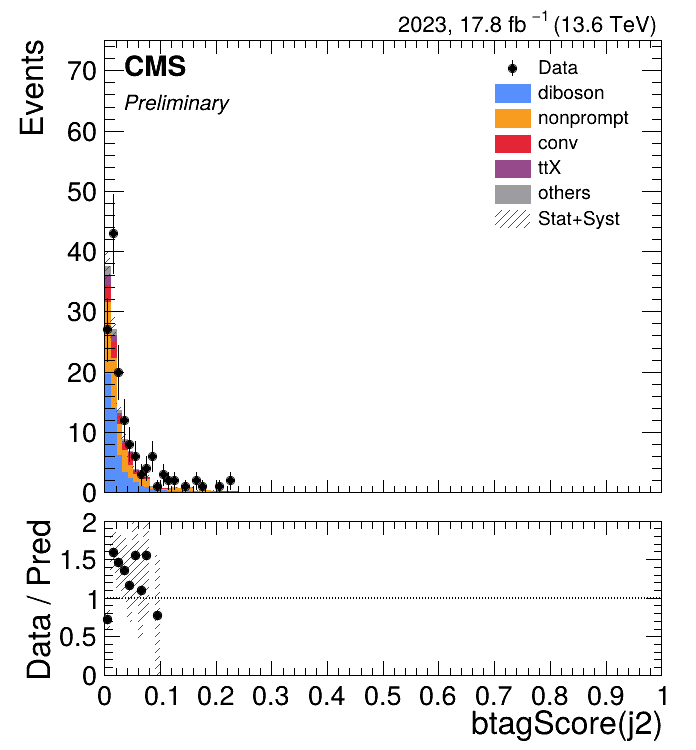 2023, 17.8 fb⁻¹ (13.6 TeV)
Events
CMS
Preliminary
Data
diboson
nonprompt
conv
ttX
others
Stat+Syst
70
60
50
40
30
20
10
0
Data / Pred
2
1.5
1
0.5
0
0 0.1 0.2 0.3 0.4 0.5 0.6 0.7 0.8 0.9 1
btagScore(j2)